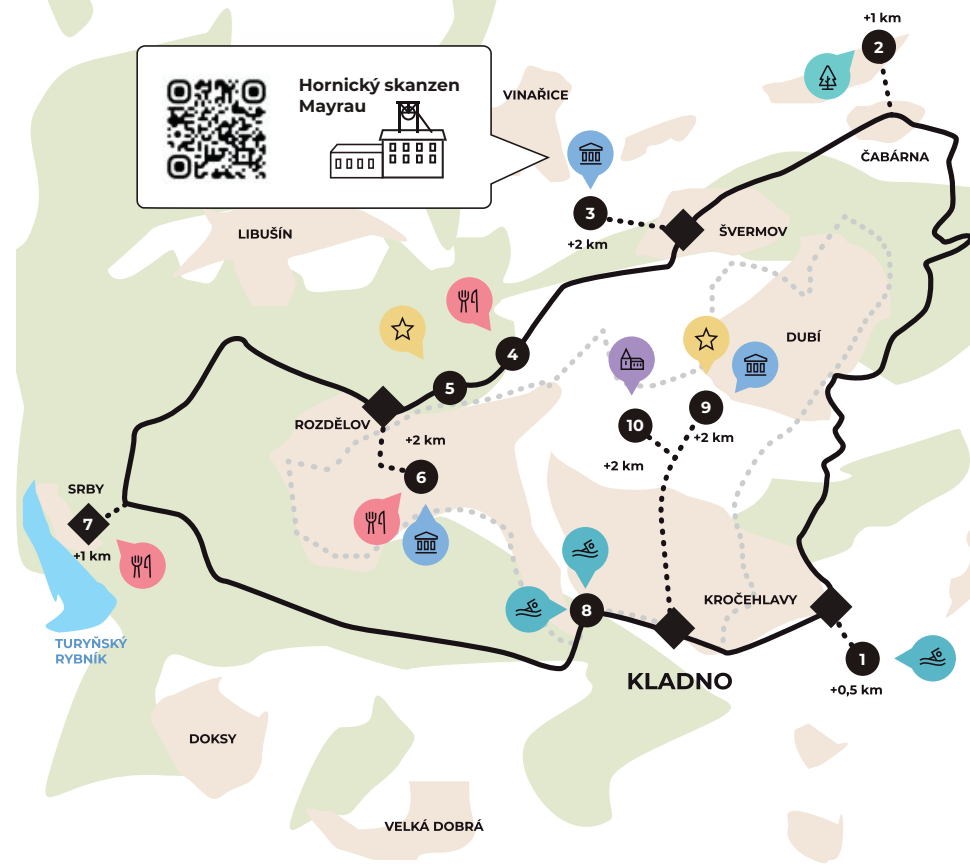 +1 km
2
Hornický skanzen
Mayrau
VINAŘICE
ČABÁRNA
3
+2 km
ŠVERMOV
LIBUŠÍN
DUBÍ
4
5
ROZDĚLOV
9
+2 km
10
+2 km
+2 km
6
SRBY
7
+1 km
8
KROČEHLAVY
TURYŇSKÝ
RYBNÍK
1
+0,5 km
KLADNO
DOKSY
VELKÁ DOBRÁ